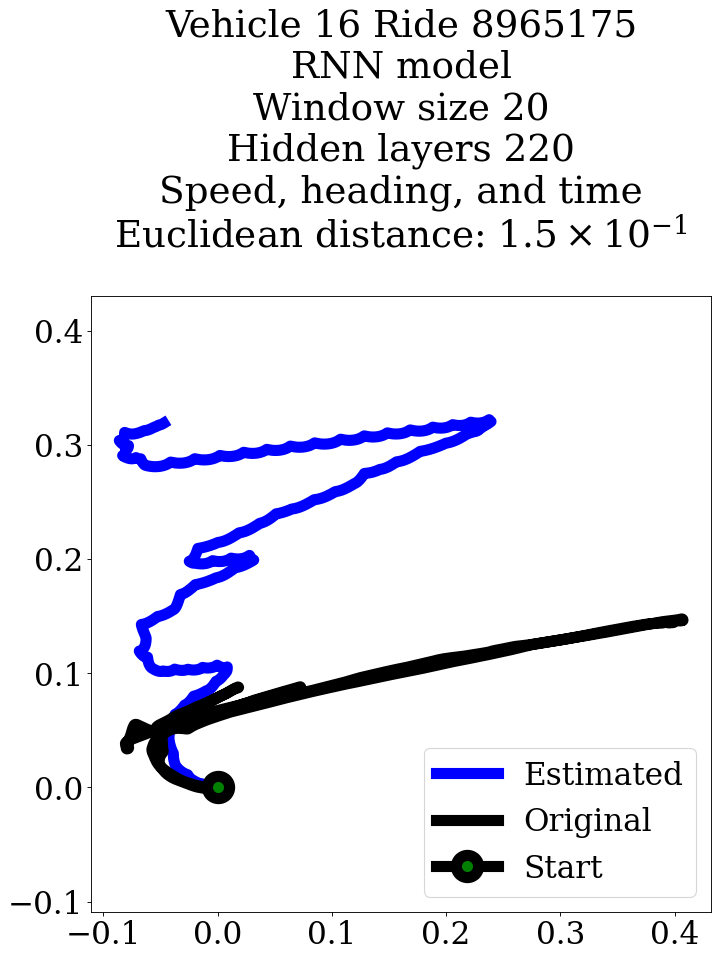 Vehicle 16 Ride 8965175
RNN model
Window size 20
Hidden layers 220
Speed, heading, and time
Euclidean distance: 1.5 × 10⁻¹
0.4
0.3
0.2
0.1
0.0
−0.1
Estimated
Original
Start
−0.1 0.0 0.1 0.2 0.3 0.4